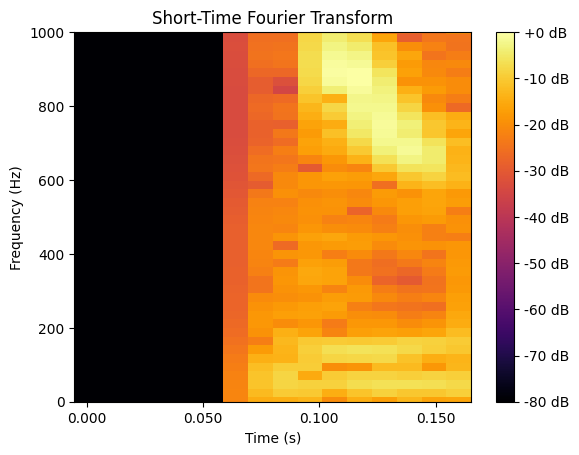 Short-Time Fourier Transform
1000
800
600
400
200
0
Frequency (Hz)
0.000
0.050
0.100
0.150
Time (s)
+0 dB
-10 dB
-20 dB
-30 dB
-40 dB
-50 dB
-60 dB
-70 dB
-80 dB